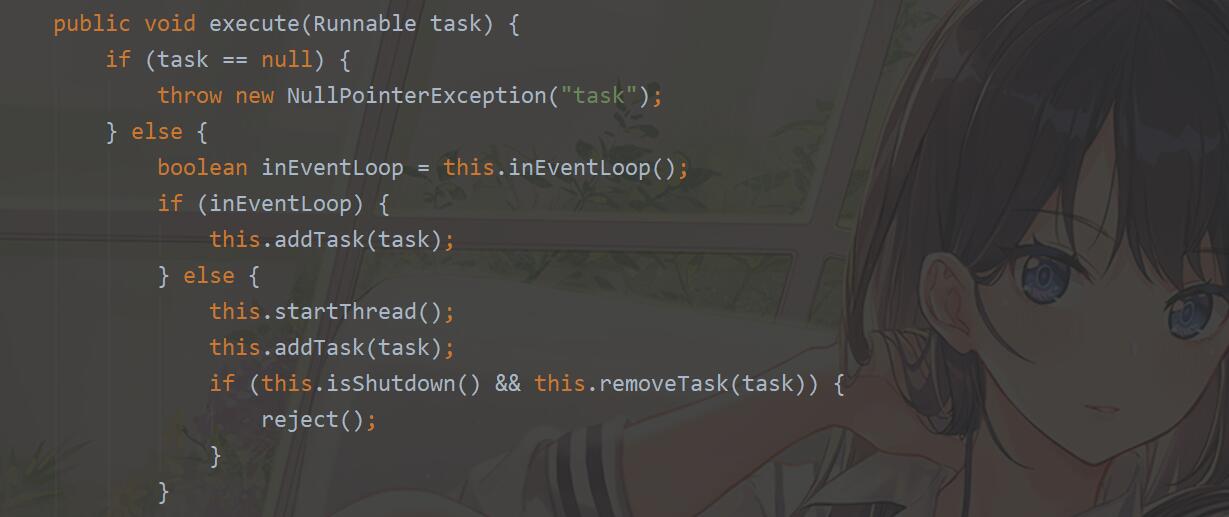 public void execute(Runnable task) {
    if (task == null) {
        throw new NullPointerException("task");
    } else {
        boolean inEventLoop = this.inEventLoop();
        if (inEventLoop) {
            this.addTask(task);
        } else {
            this.startThread();
            this.addTask(task);
            if (this.isShutdown() && this.removeTask(task)) {
                reject();
            }
        }